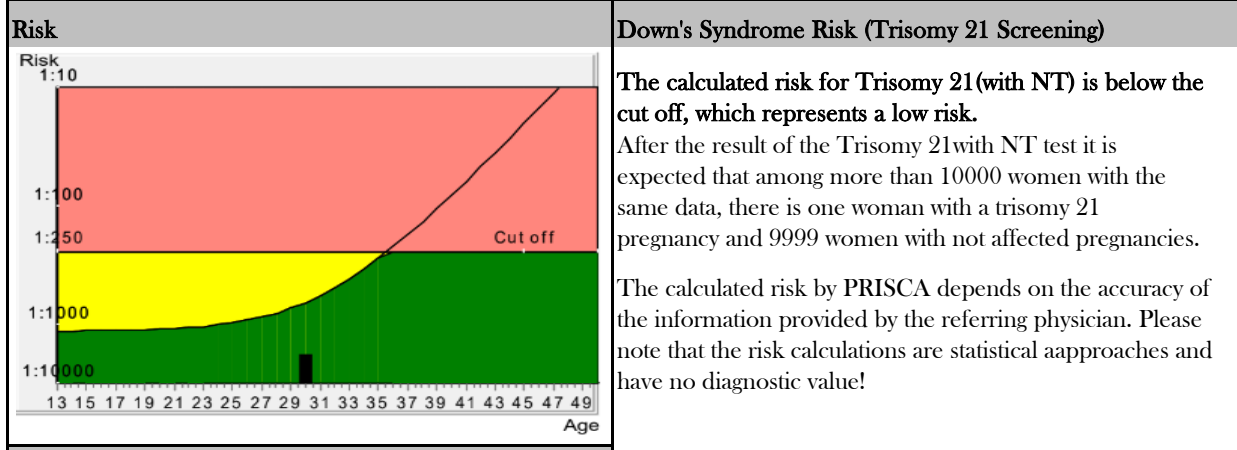 Risk
Down's Syndrome Risk (Trisomy 21 Screening)
Risk
1:10
1:100
1:250
Cut off
1:1000
1:10000
13 15 17 19 21 23 25 27 29 31 33 35 37 39 41 43 45 47 49
Age
The calculated risk for Trisomy 21(with NT) is below the
cut off, which represents a low risk.
After the result of the Trisomy 21with NT test it is
expected that among more than 10000 women with the
same data, there is one woman with a trisomy 21
pregnancy and 9999 women with not affected pregnancies.
The calculated risk by PRISCA depends on the accuracy of
the information provided by the referring physician. Please
note that the risk calculations are statistical aapproaches and
have no diagnostic value!